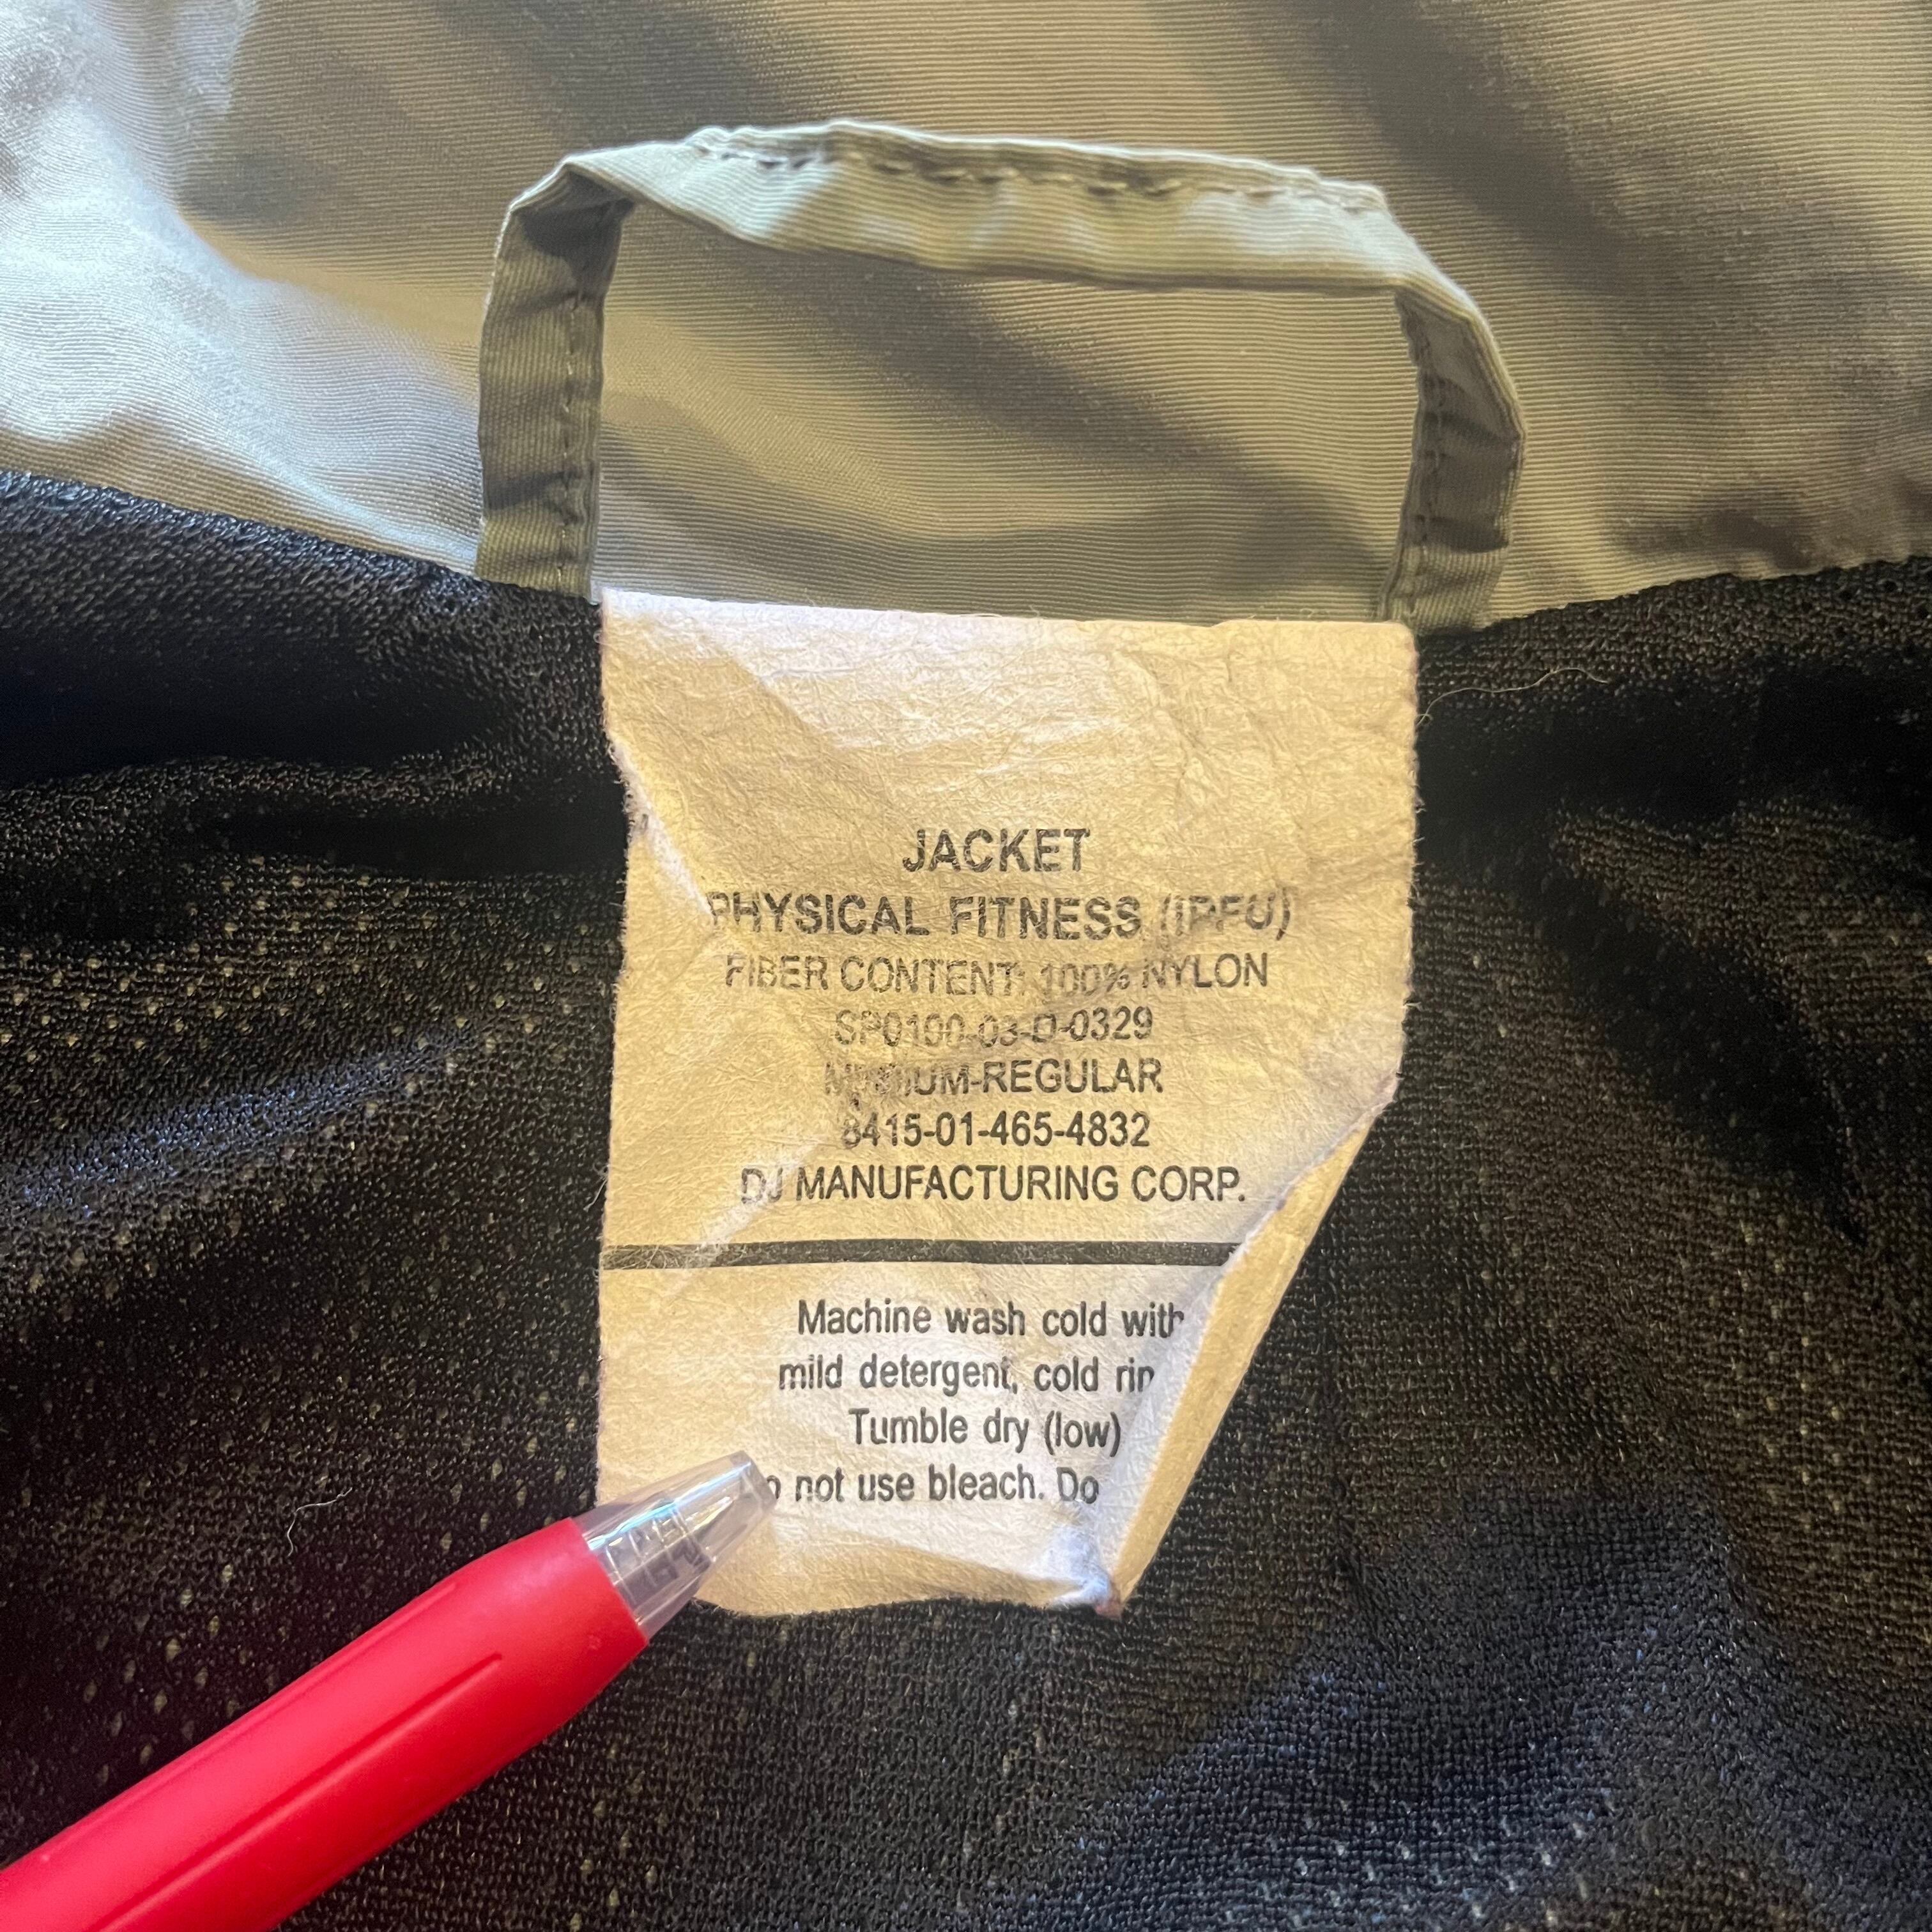 JACKET
PHYSICAL FITNESS (IPFU)
FIBER CONTENT: 100% NYLON
SP0100-03-D-0329
MEDIUM-REGULAR
8415-01-465-4832
DJ MANUFACTURING CORP.
Machine wash cold with
mild detergent, cold rin
Tumble dry (low)
o not use bleach. Do